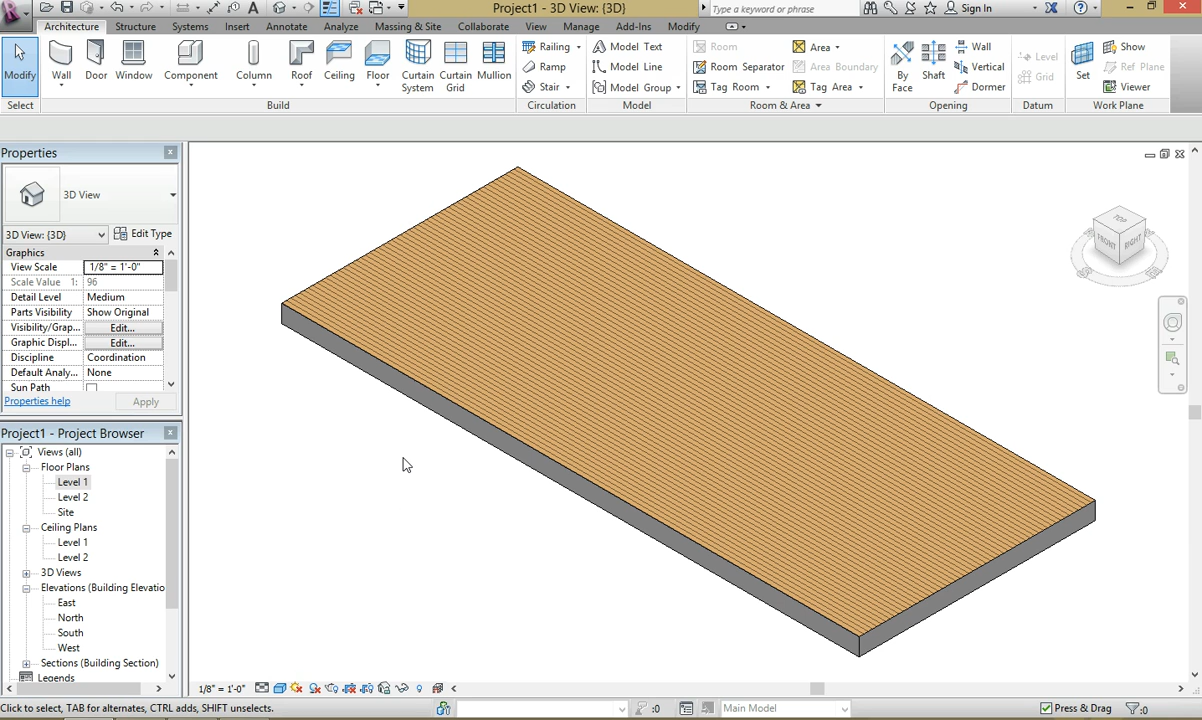 Project1 - 3D View: {3D}
Type a keyword or phrase
Sign In
Architecture Structure Systems Insert Annotate Analyze Massing & Site Collaborate View Manage Add-Ins Modify
Modify Wall Door Window Component Column Roof Ceiling Floor Curtain System Curtain Grid Mullion
Railing
Ramp
Stair
Model Text
Model Line
Model Group
Room
Room Separator
Tag Room
Area
Area Boundary
Tag Area
By Face
Shaft
Wall
Vertical
Dormer
Level
Grid
Set
Show
Ref Plane
Viewer
Select Build Circulation Model Room & Area Opening Datum Work Plane
Properties
3D View
3D View: {3D} Edit Type
Graphics
View Scale 1/8" = 1'-0"
Scale Value 1: 96
Detail Level Medium
Parts Visibility Show Original
Visibility/Grap... Edit...
Graphic Displ... Edit...
Discipline Coordination
Default Analy... None
Sun Path
Properties help Apply
Project1 - Project Browser
Views (all)
Floor Plans
Level 1
Level 2
Site
Ceiling Plans
Level 1
Level 2
3D Views
Elevations (Building Elevatio
East
North
South
West
Sections (Building Section)
Legends
TOP
FRONT
RIGHT
1/8" = 1'-0"
Click to select, TAB for alternates, CTRL adds, SHIFT unselects.
:0
Main Model
Press & Drag
:0